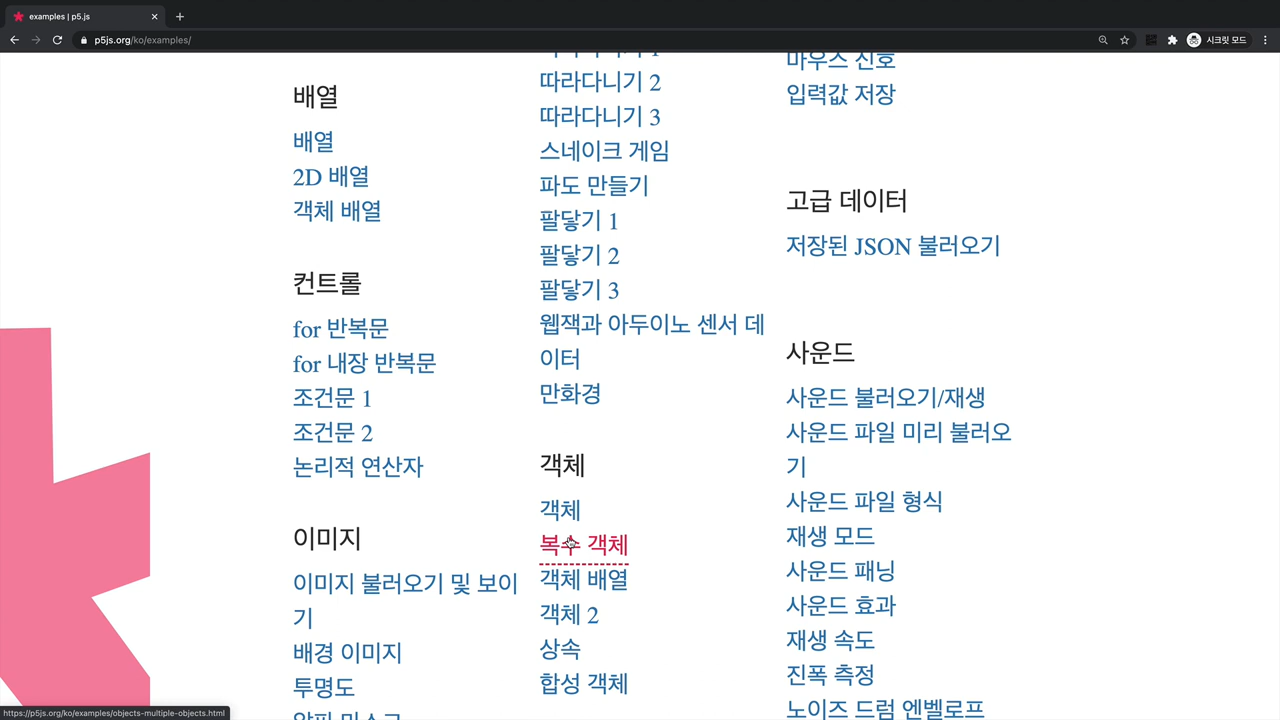 examples | p5.js
p5js.org/ko/examples/
시크릿 모드
배열
배열
2D 배열
객체 배열
컨트롤
for 반복문
for 내장 반복문
조건문 1
조건문 2
논리적 연산자
이미지
이미지 불러오기 및 보이
기
배경 이미지
투명도
따라다니기 2
따라다니기 3
스네이크 게임
파도 만들기
팔닿기 1
팔닿기 2
팔닿기 3
웹잭과 아두이노 센서 데
이터
만화경
객체
객체
복수 객체
객체 배열
객체 2
상속
합성 객체
마우스 신호
입력값 저장
고급 데이터
저장된 JSON 불러오기
사운드
사운드 불러오기/재생
사운드 파일 미리 불러오
기
사운드 파일 형식
재생 모드
사운드 패닝
사운드 효과
재생 속도
진폭 측정
노이즈 드럼 엔벨로프
https://p5js.org/ko/examples/objects-multiple-objects.html